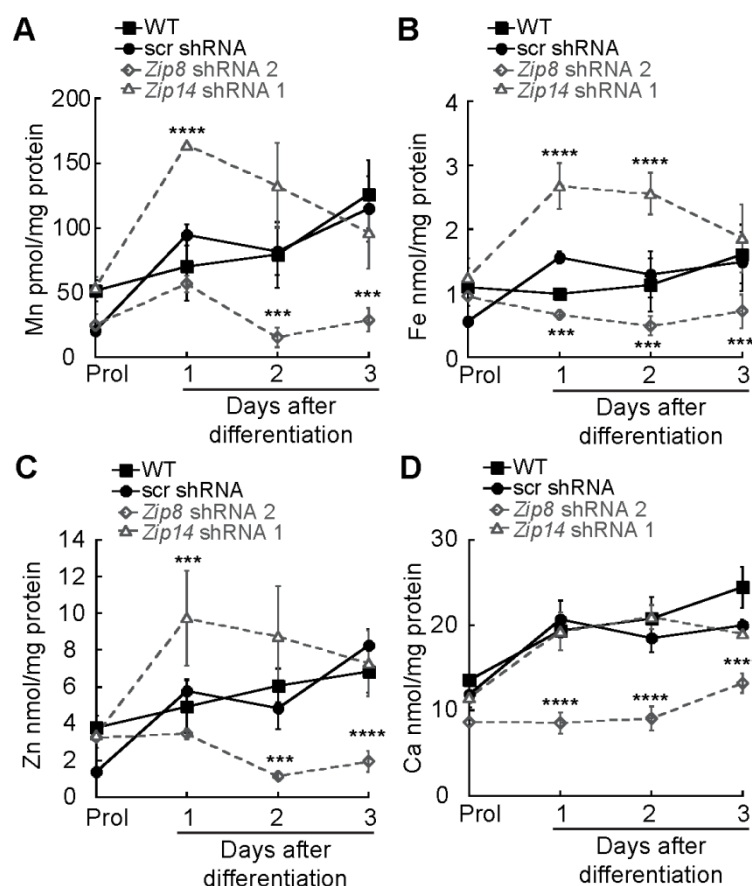 A
WT
scr shRNA
Zip8 shRNA 2
Zip14 shRNA 1
Mn pmol/mg protein
200
150
100
50
0
****
***
***
Prol
1
2
3
Days after
differentiation
B
WT
scr shRNA
Zip8 shRNA 2
Zip14 shRNA 1
Fe nmol/mg protein
4
3
2
1
0
****
****
***
***
***
Prol
1
2
3
Days after
differentiation
C
WT
scr shRNA
Zip8 shRNA 2
Zip14 shRNA 1
Zn nmol/mg protein
14
12
10
8
6
4
2
0
***
***
****
Prol
1
2
3
Days after
differentiation
D
WT
scr shRNA
Zip8 shRNA 2
Zip14 shRNA 1
Ca nmol/mg protein
30
20
10
0
****
****
***
Prol
1
2
3
Days after
differentiation